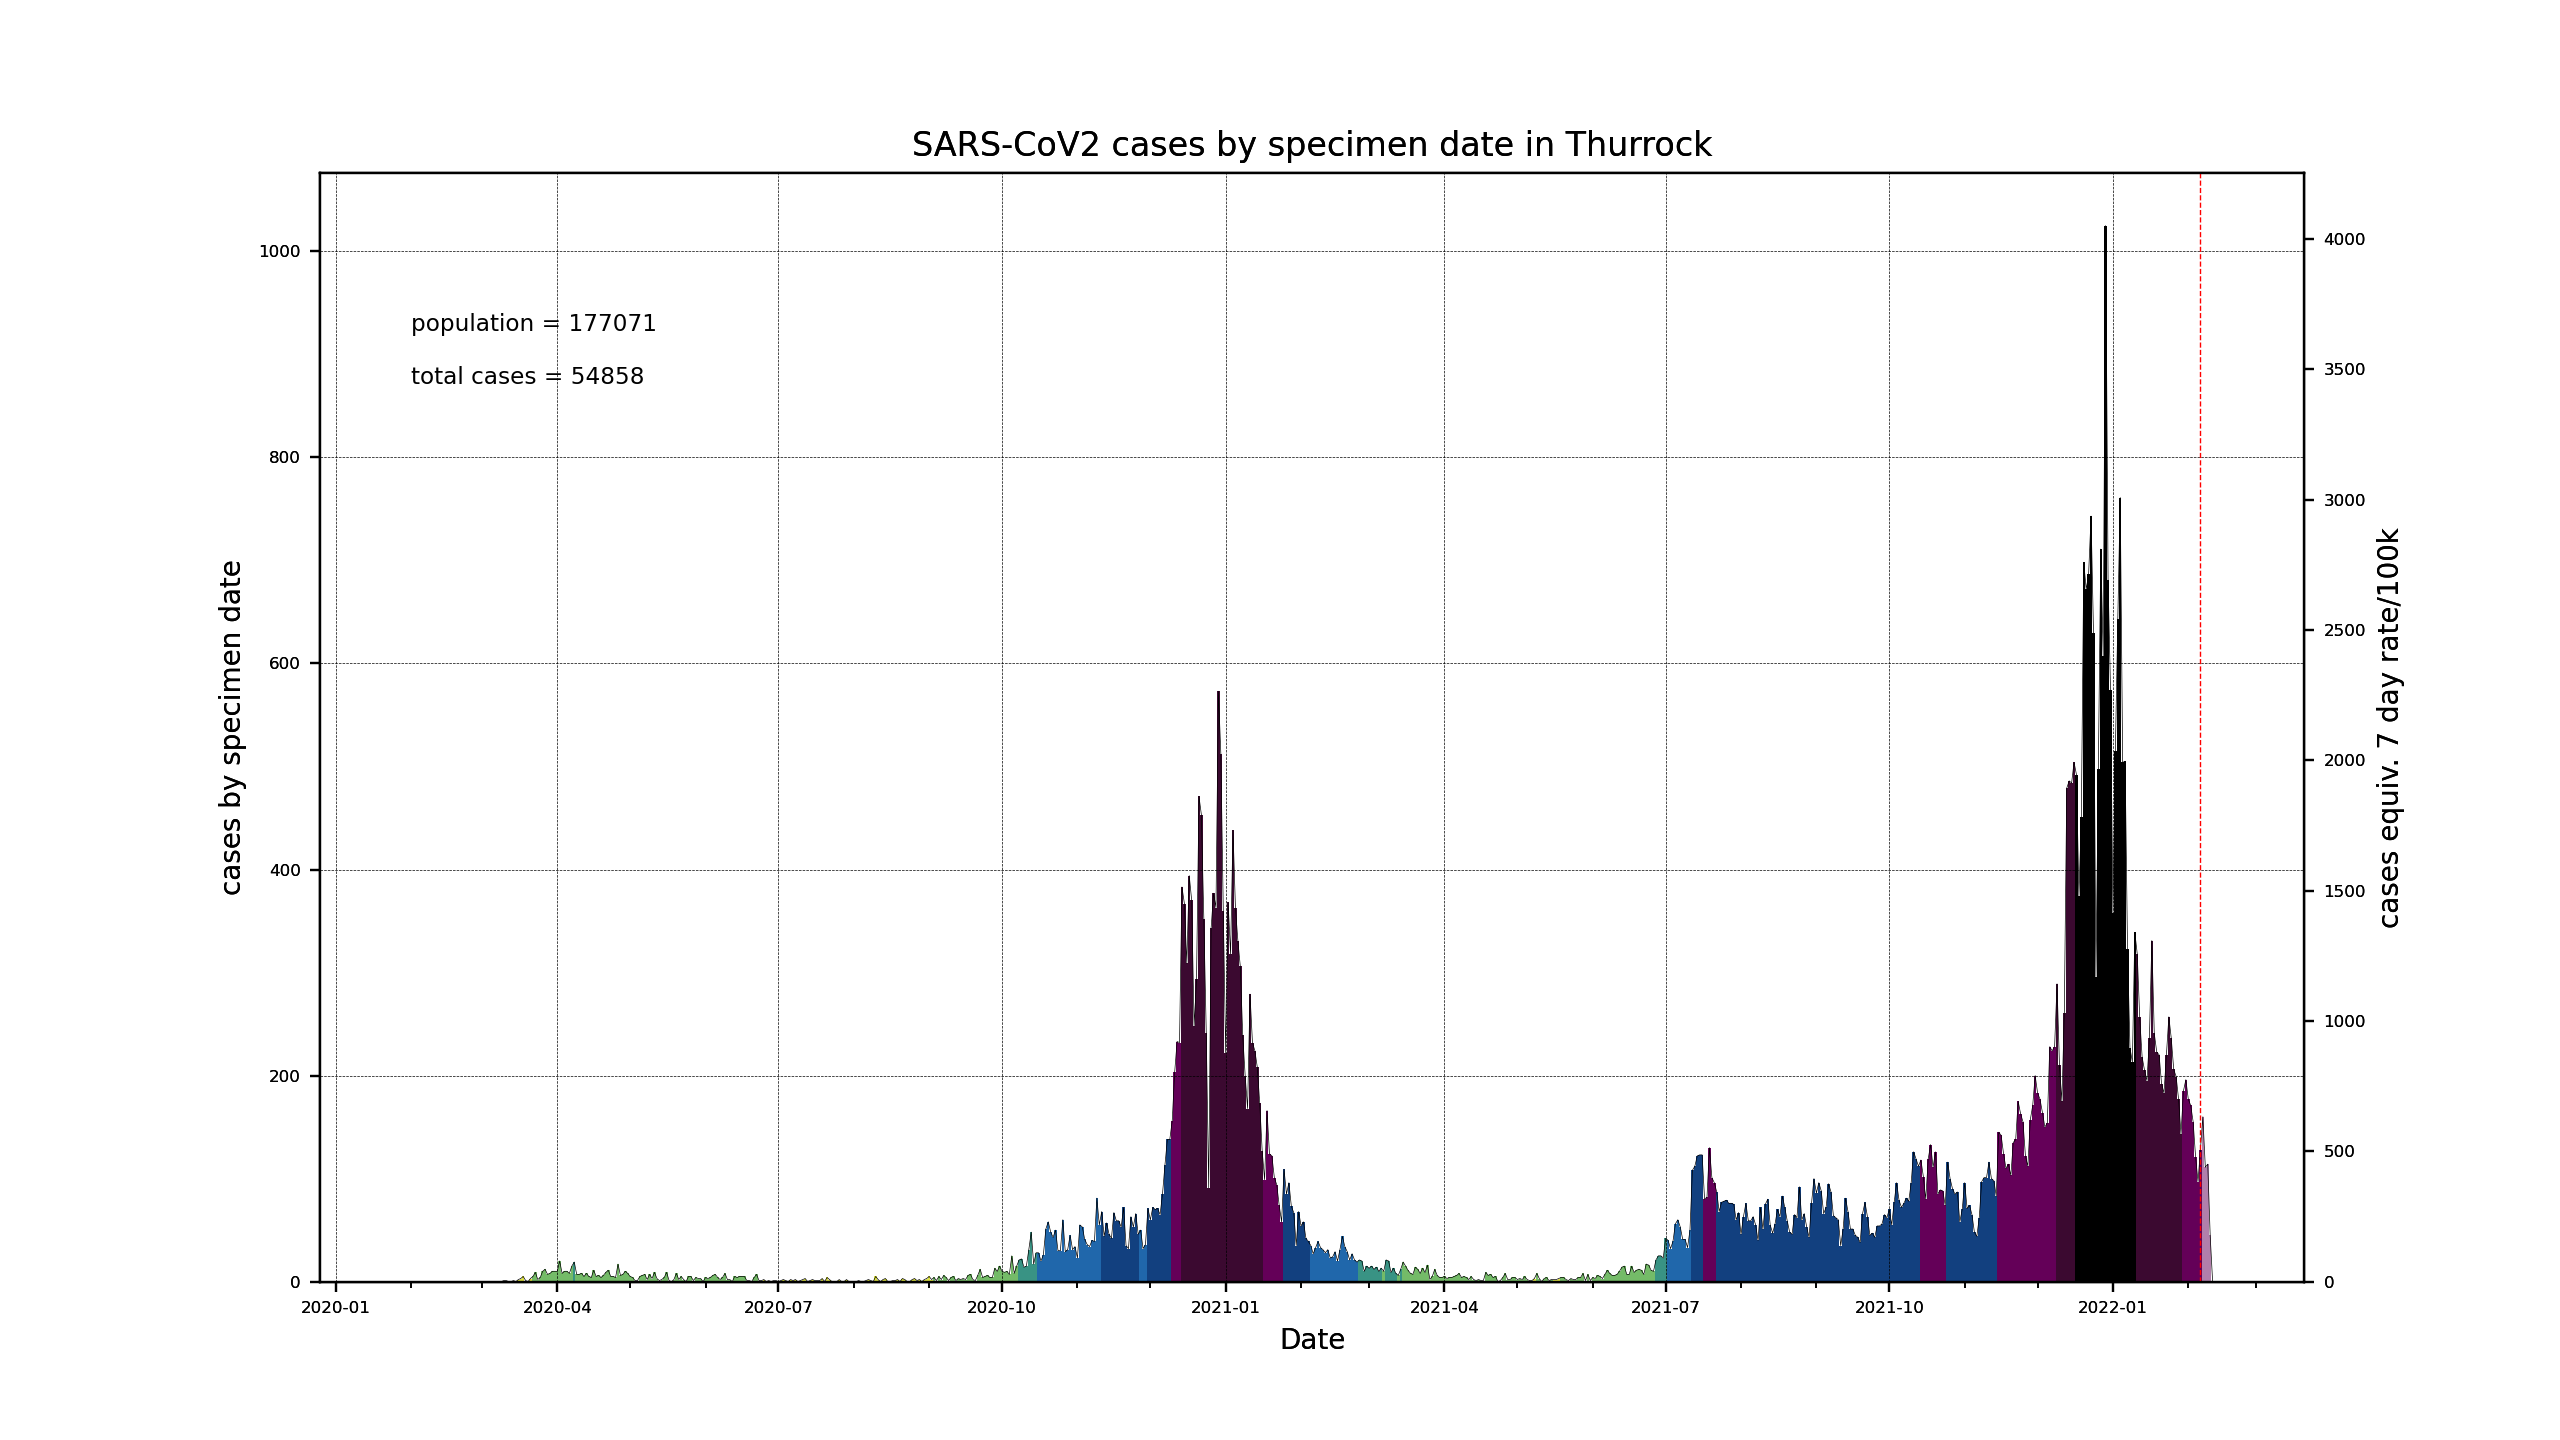 SARS-CoV2 cases by specimen date in Thurrock
population = 177071
total cases = 54858
cases by specimen date
1000
800
600
400
200
0
4000
3500
3000
2500
2000
1500
1000
500
0
cases equiv. 7 day rate/100k
2020-01 2020-04 2020-07 2020-10 2021-01 2021-04 2021-07 2021-10 2022-01
Date